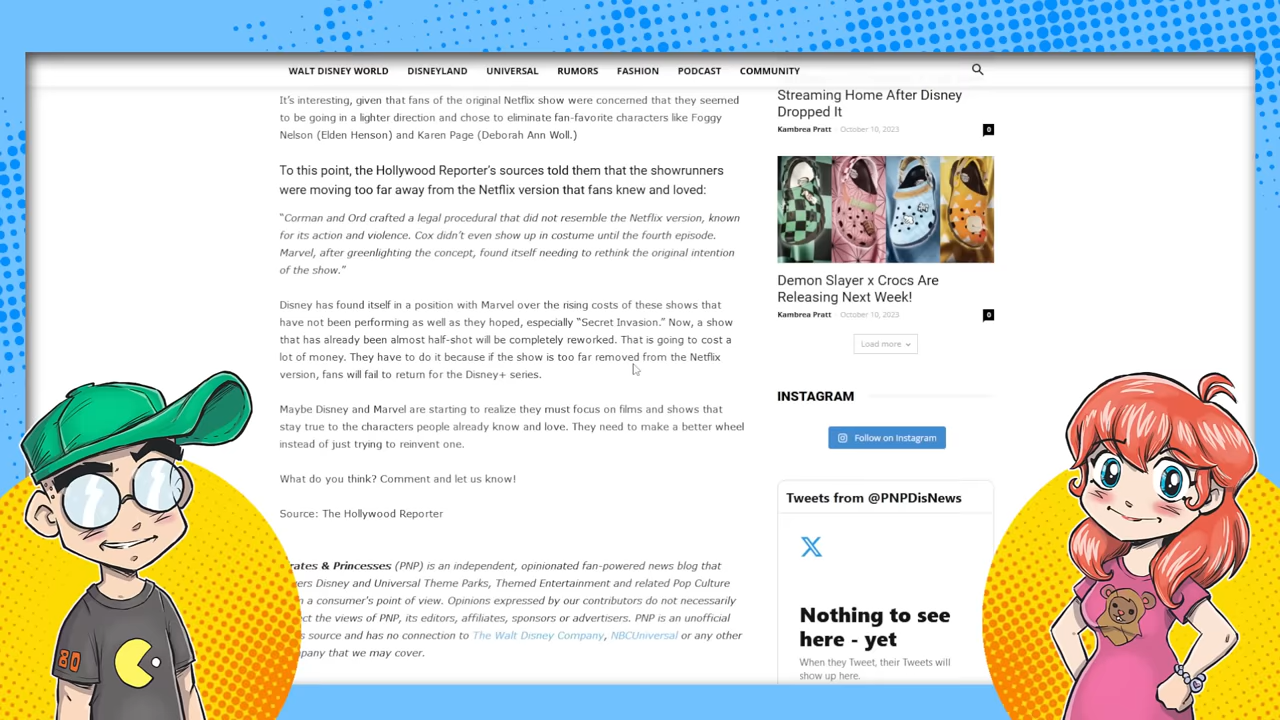 WALT DISNEY WORLD DISNEYLAND UNIVERSAL RUMORS FASHION PODCAST COMMUNITY
It's interesting, given that fans of the original Netflix show were concerned that they seemed
to be going in a lighter direction and chose to eliminate fan-favorite characters like Foggy
Nelson (Elden Henson) and Karen Page (Deborah Ann Woll.)
To this point, the Hollywood Reporter's sources told them that the showrunners
were moving too far away from the Netflix version that fans knew and loved:
"Corman and Ord crafted a legal procedural that did not resemble the Netflix version, known
for its action and violence. Cox didn't even show up in costume until the fourth episode.
Marvel, after greenlighting the concept, found itself needing to rethink the original intention
of the show."
Disney has found itself in a position with Marvel over the rising costs of these shows that
have not been performing as well as they hoped, especially "Secret Invasion." Now, a show
that has already been almost half-shot will be completely reworked. That is going to cost a
lot of money. They have to do it because if the show is too far removed from the Netflix
version, fans will fail to return for the Disney+ series.
Maybe Disney and Marvel are starting to realize they must focus on films and shows that
stay true to the characters people already know and love. They need to make a better wheel
instead of just trying to reinvent one.
What do you think? Comment and let us know!
Source: The Hollywood Reporter
rates & Princesses (PNP) is an independent, opinionated fan-powered news blog that
ers Disney and Universal Theme Parks, Themed Entertainment and related Pop Culture
a consumer's point of view. Opinions expressed by our contributors do not necessarily
ct the views of PNP, its editors, affiliates, sponsors or advertisers. PNP is an unofficial
source and has no connection to The Walt Disney Company, NBCUniversal or any other
mpany that we may cover.
Streaming Home After Disney
Dropped It
Kambrea Pratt - October 10, 2023 0
Demon Slayer x Crocs Are
Releasing Next Week!
Kambrea Pratt - October 10, 2023 0
Load more
INSTAGRAM
Follow on Instagram
Tweets from @PNPDisNews
Nothing to see
here - yet
When they Tweet, their Tweets will
show up here.
80